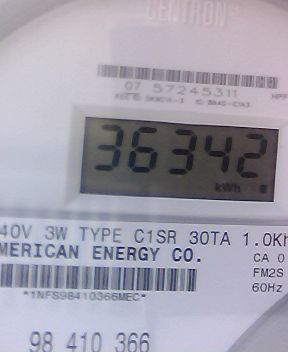 CENTRON®
07 57245311
36342
kWh
40V 3W TYPE C1SR 30TA 1.0Kh
MERICAN ENERGY CO. CA 0
FM2S
*1NFS98410366MEC* 60Hz
98 410 366